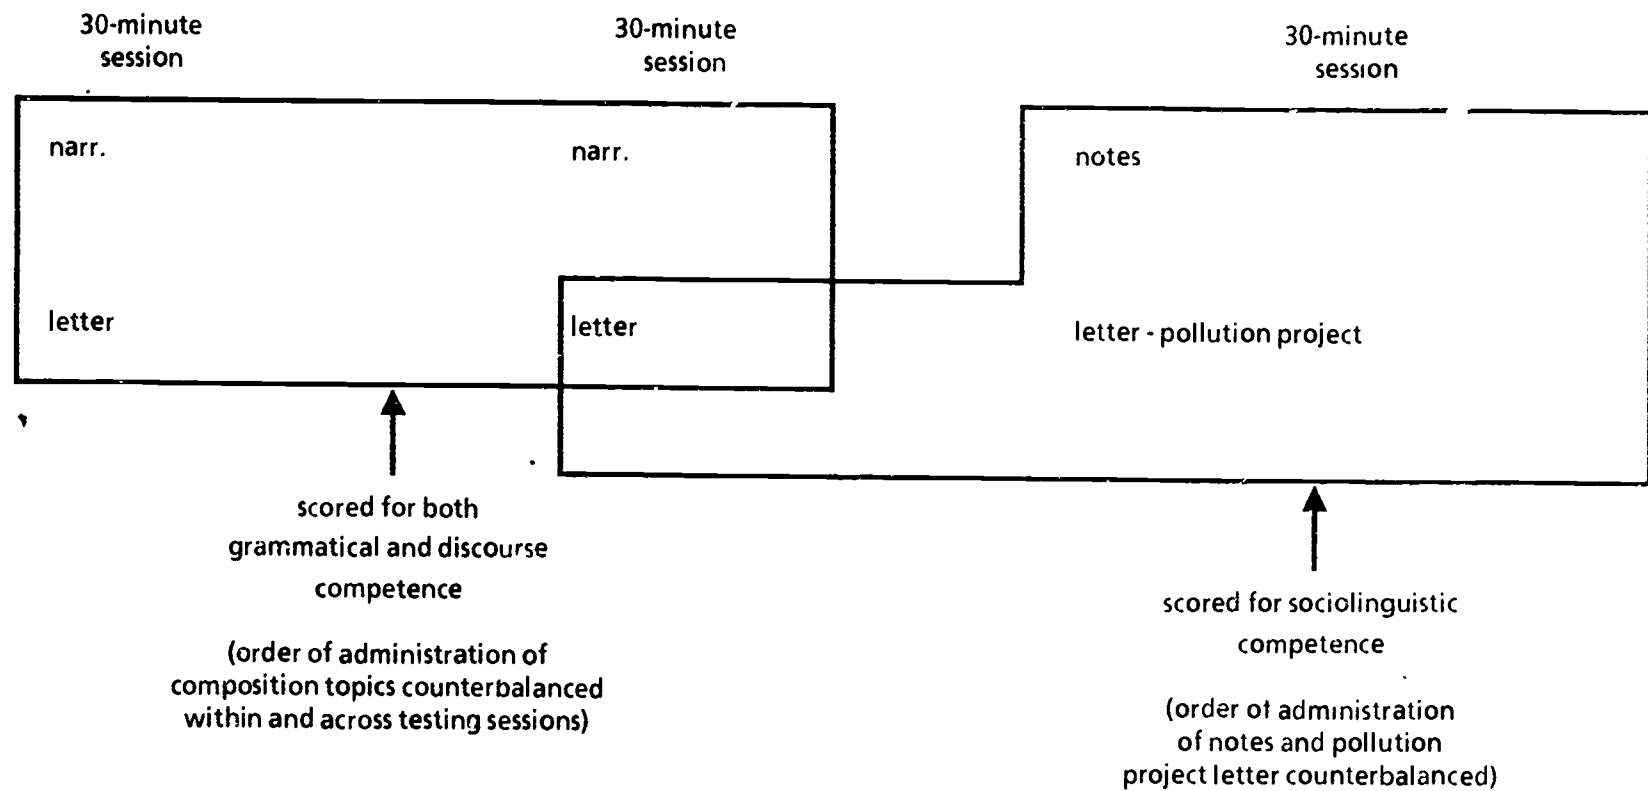 30-minute
session
30-minute
session
30-minute
session
narr.
narr.
notes
letter
letter
letter - pollution project
scored for both
grammatical and discourse
competence
(order of administration of
composition topics counterbalanced
within and across testing sessions)
scored for sociolinguistic
competence
(order of administration
of notes and pollution
project letter counterbalanced)